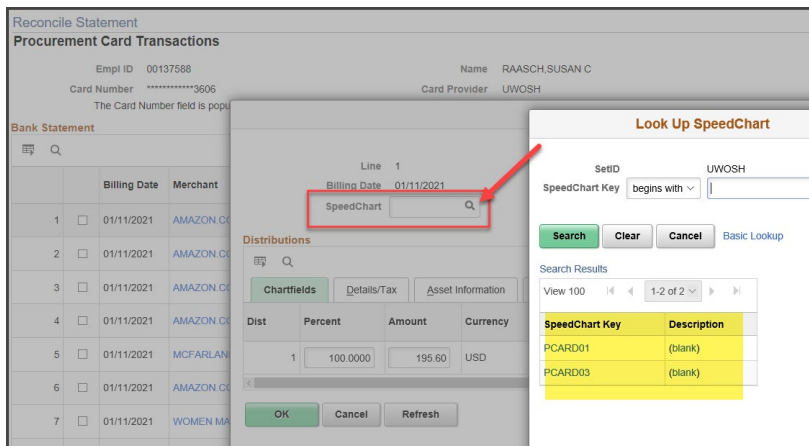 Reconcile Statement
Procurement Card Transactions
Empl ID 00137588 Name RAASCH,SUSAN C
Card Number ************3606 Card Provider UWOSH
The Card Number field is popu
Bank Statement
Billing Date Merchant
1 01/11/2021 AMAZON.CO
2 01/11/2021 AMAZON.CO
3 01/11/2021 AMAZON.CO
4 01/11/2021 AMAZON.CO
5 01/11/2021 MCFARLAN
6 01/11/2021 AMAZON.CO
7 01/11/2021 WOMEN MA
Line 1
Billing Date 01/11/2021
SpeedChart
Distributions
Chartfields Details/Tax Asset Information
Dist Percent Amount Currency
1 100.0000 195.60 USD
OK Cancel Refresh
Look Up SpeedChart
SetID UWOSH
SpeedChart Key begins with
Search Clear Cancel Basic Lookup
Search Results
View 100 1-2 of 2
SpeedChart Key Description
PCARD01 (blank)
PCARD03 (blank)